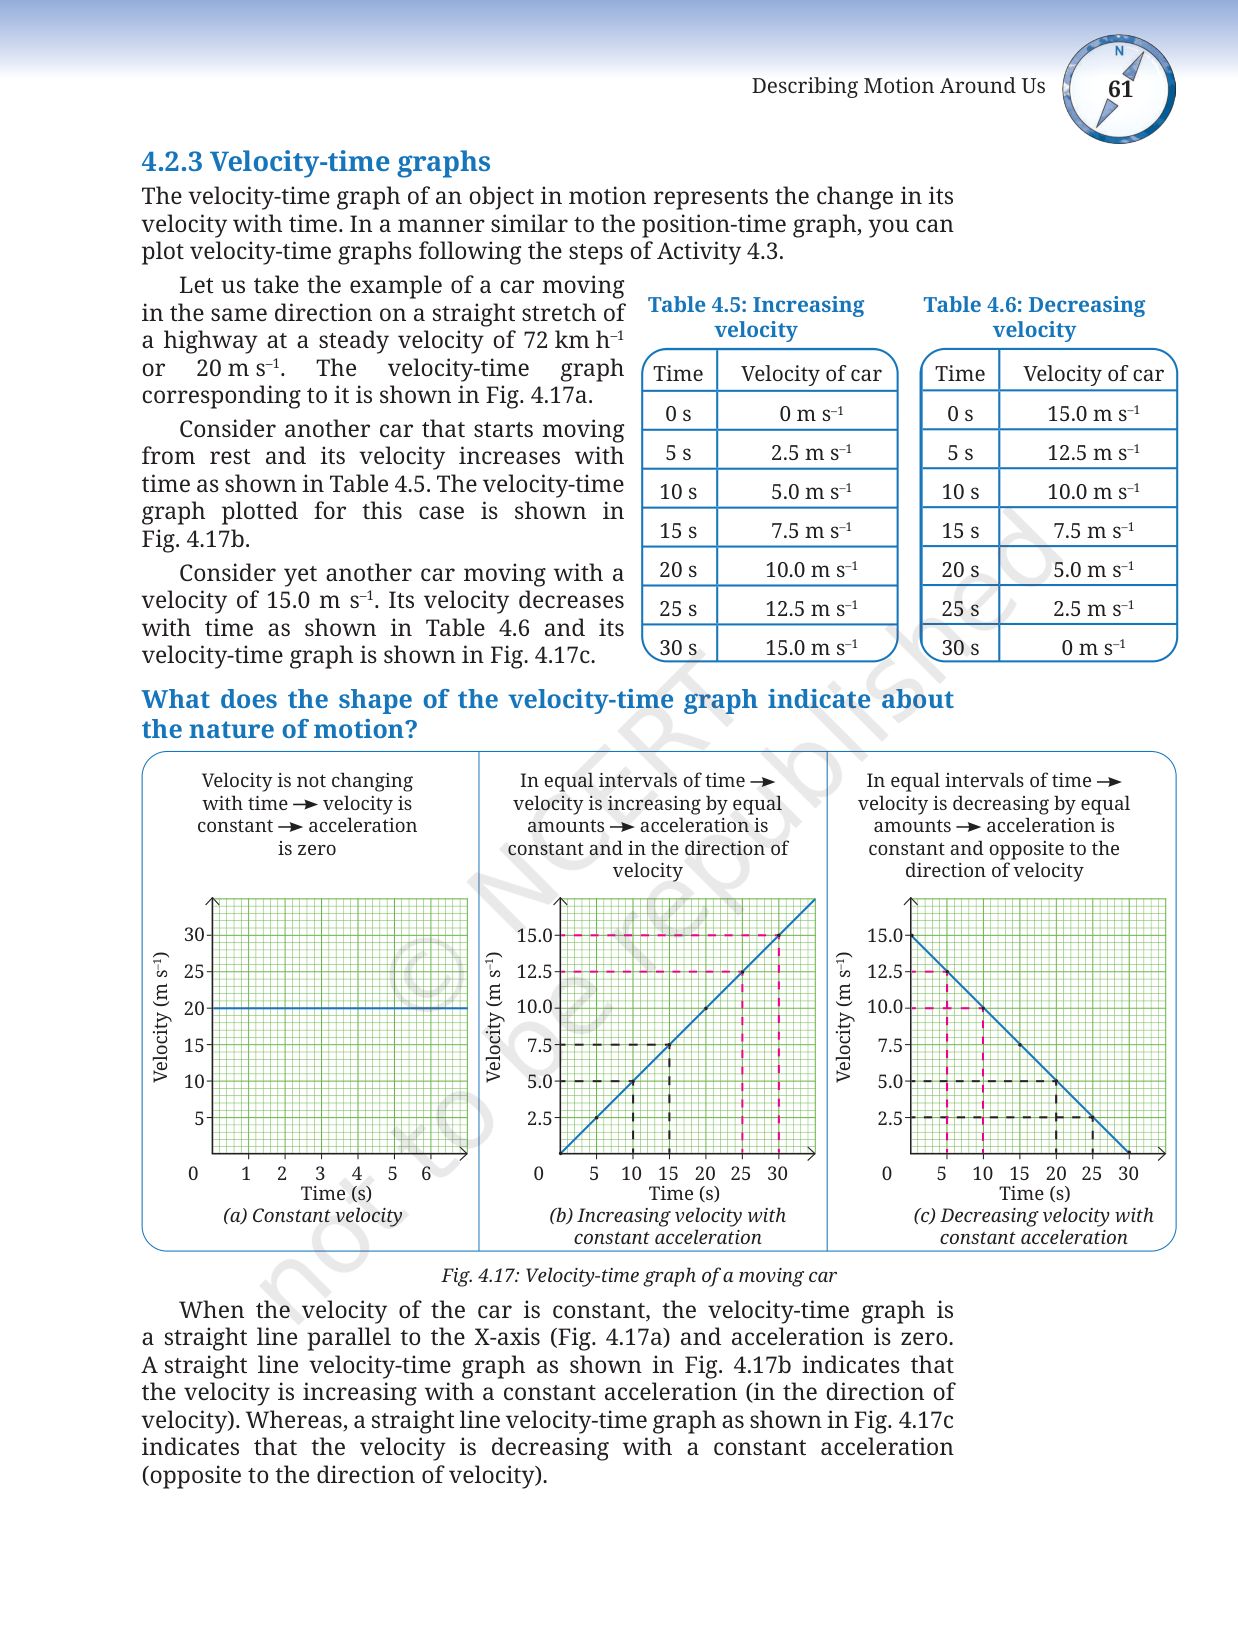 Describing Motion Around Us
N
61
4.2.3 Velocity-time graphs
The velocity-time graph of an object in motion represents the change in its
velocity with time. In a manner similar to the position-time graph, you can
plot velocity-time graphs following the steps of Activity 4.3.
Let us take the example of a car moving
in the same direction on a straight stretch of
a highway at a steady velocity of 72 km h⁻¹
or 20 m s⁻¹. The velocity-time graph
corresponding to it is shown in Fig. 4.17a.
Consider another car that starts moving
from rest and its velocity increases with
time as shown in Table 4.5. The velocity-time
graph plotted for this case is shown in
Fig. 4.17b.
Consider yet another car moving with a
velocity of 15.0 m s⁻¹. Its velocity decreases
with time as shown in Table 4.6 and its
velocity-time graph is shown in Fig. 4.17c.
Table 4.5: Increasing
velocity
Time Velocity of car
0 s 0 m s⁻¹
5 s 2.5 m s⁻¹
10 s 5.0 m s⁻¹
15 s 7.5 m s⁻¹
20 s 10.0 m s⁻¹
25 s 12.5 m s⁻¹
30 s 15.0 m s⁻¹
Table 4.6: Decreasing
velocity
Time Velocity of car
0 s 15.0 m s⁻¹
5 s 12.5 m s⁻¹
10 s 10.0 m s⁻¹
15 s 7.5 m s⁻¹
20 s 5.0 m s⁻¹
25 s 2.5 m s⁻¹
30 s 0 m s⁻¹
What does the shape of the velocity-time graph indicate about
the nature of motion?
Velocity is not changing
with time → velocity is
constant → acceleration
is zero
Velocity (m s⁻¹)
30
25
20
15
10
5
0 1 2 3 4 5 6
Time (s)
(a) Constant velocity
In equal intervals of time →
velocity is increasing by equal
amounts → acceleration is
constant and in the direction of
velocity
Velocity (m s⁻¹)
15.0
12.5
10.0
7.5
5.0
2.5
0 5 10 15 20 25 30
Time (s)
(b) Increasing velocity with
constant acceleration
In equal intervals of time →
velocity is decreasing by equal
amounts → acceleration is
constant and opposite to the
direction of velocity
Velocity (m s⁻¹)
15.0
12.5
10.0
7.5
5.0
2.5
0 5 10 15 20 25 30
Time (s)
(c) Decreasing velocity with
constant acceleration
Fig. 4.17: Velocity-time graph of a moving car
When the velocity of the car is constant, the velocity-time graph is
a straight line parallel to the X-axis (Fig. 4.17a) and acceleration is zero.
A straight line velocity-time graph as shown in Fig. 4.17b indicates that
the velocity is increasing with a constant acceleration (in the direction of
velocity). Whereas, a straight line velocity-time graph as shown in Fig. 4.17c
indicates that the velocity is decreasing with a constant acceleration
(opposite to the direction of velocity).
© NCERT
not to be republished